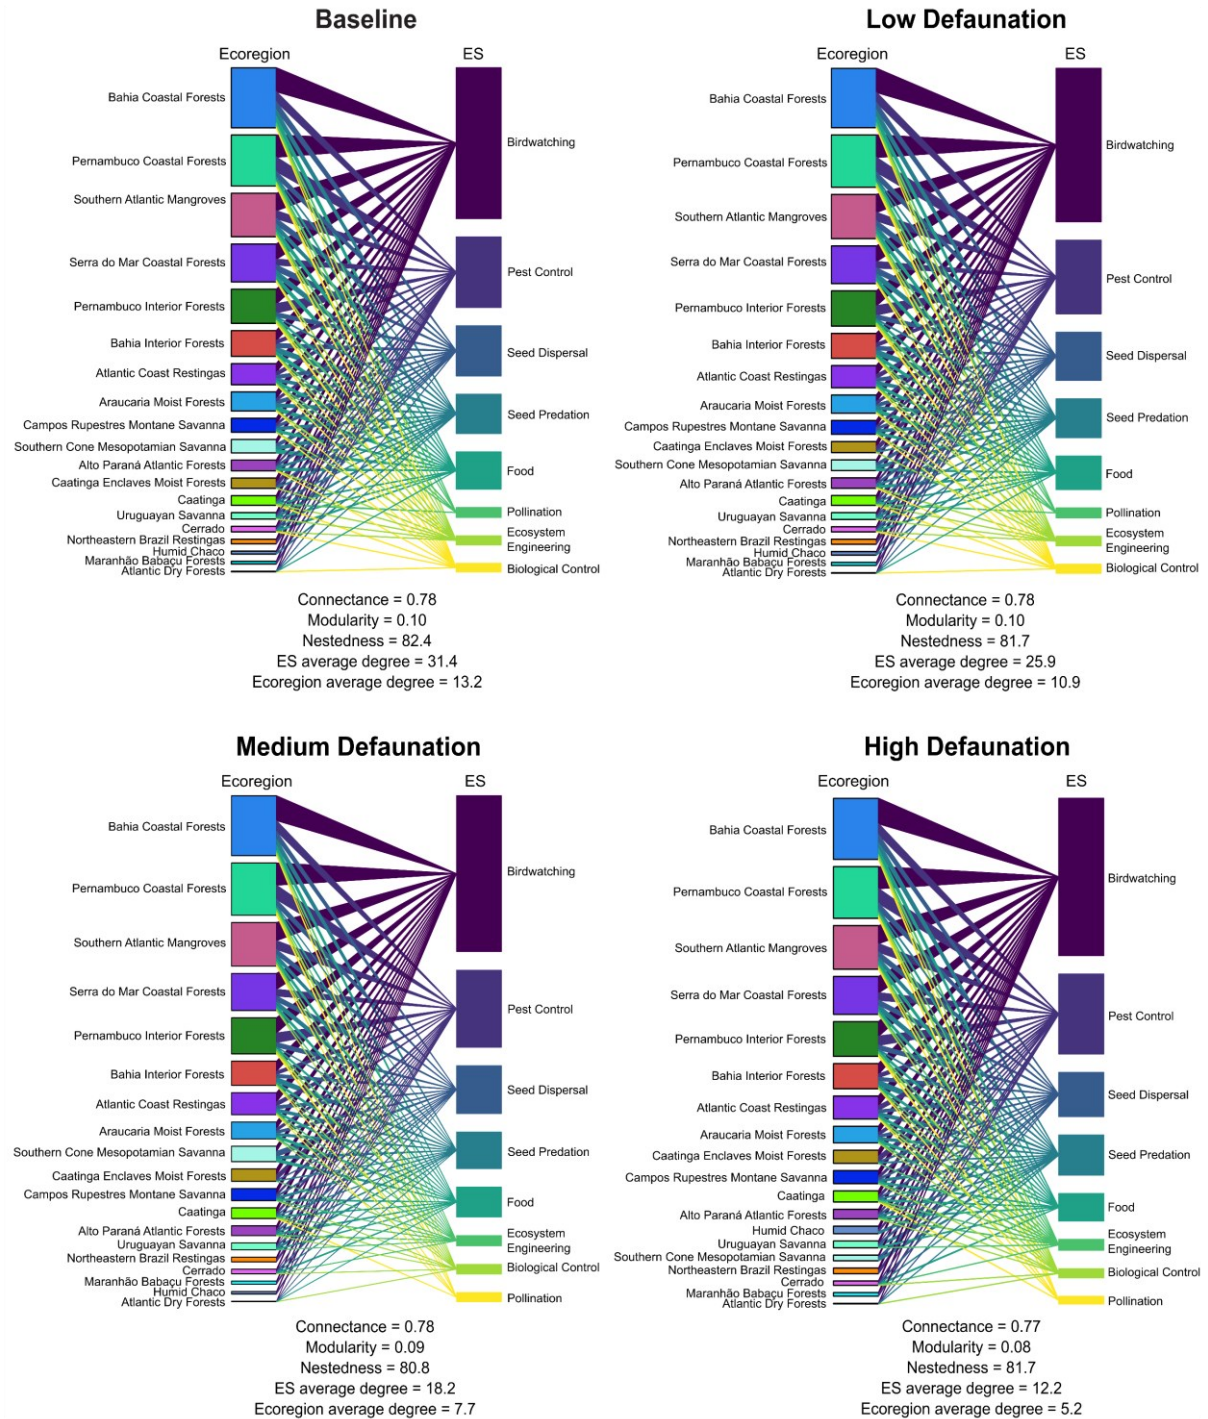 Baseline
Ecoregion
ES
Bahia Coastal Forests
Pernambuco Coastal Forests
Southern Atlantic Mangroves
Serra do Mar Coastal Forests
Pernambuco Interior Forests
Bahia Interior Forests
Atlantic Coast Restingas
Araucaria Moist Forests
Campos Rupestres Montane Savanna
Southern Cone Mesopotamian Savanna
Alto Paraná Atlantic Forests
Caatinga Enclaves Moist Forests
Caatinga
Uruguayan Savanna
Cerrado
Northeastern Brazil Restingas
Humid Chaco
Maranhão Babaçu Forests
Atlantic Dry Forests
Birdwatching
Pest Control
Seed Dispersal
Seed Predation
Food
Pollination
Ecosystem
Engineering
Biological Control
Connectance = 0.78
Modularity = 0.10
Nestedness = 82.4
ES average degree = 31.4
Ecoregion average degree = 13.2
Low Defaunation
Ecoregion
ES
Bahia Coastal Forests
Pernambuco Coastal Forests
Southern Atlantic Mangroves
Serra do Mar Coastal Forests
Pernambuco Interior Forests
Bahia Interior Forests
Atlantic Coast Restingas
Araucaria Moist Forests
Campos Rupestres Montane Savanna
Caatinga Enclaves Moist Forests
Southern Cone Mesopotamian Savanna
Alto Paraná Atlantic Forests
Caatinga
Uruguayan Savanna
Cerrado
Northeastern Brazil Restingas
Humid Chaco
Maranhão Babaçu Forests
Atlantic Dry Forests
Birdwatching
Pest Control
Seed Dispersal
Seed Predation
Food
Pollination
Ecosystem
Engineering
Biological Control
Connectance = 0.78
Modularity = 0.10
Nestedness = 81.7
ES average degree = 25.9
Ecoregion average degree = 10.9
Medium Defaunation
Ecoregion
ES
Bahia Coastal Forests
Pernambuco Coastal Forests
Southern Atlantic Mangroves
Serra do Mar Coastal Forests
Pernambuco Interior Forests
Bahia Interior Forests
Atlantic Coast Restingas
Araucaria Moist Forests
Southern Cone Mesopotamian Savanna
Caatinga Enclaves Moist Forests
Campos Rupestres Montane Savanna
Caatinga
Alto Paraná Atlantic Forests
Uruguayan Savanna
Northeastern Brazil Restingas
Cerrado
Maranhão Babaçu Forests
Humid Chaco
Atlantic Dry Forests
Birdwatching
Pest Control
Seed Dispersal
Seed Predation
Food
Ecosystem
Engineering
Biological Control
Pollination
Connectance = 0.78
Modularity = 0.09
Nestedness = 80.8
ES average degree = 18.2
Ecoregion average degree = 7.7
High Defaunation
Ecoregion
ES
Bahia Coastal Forests
Pernambuco Coastal Forests
Southern Atlantic Mangroves
Serra do Mar Coastal Forests
Pernambuco Interior Forests
Bahia Interior Forests
Atlantic Coast Restingas
Araucaria Moist Forests
Caatinga Enclaves Moist Forests
Campos Rupestres Montane Savanna
Caatinga
Alto Paraná Atlantic Forests
Humid Chaco
Uruguayan Savanna
Southern Cone Mesopotamian Savanna
Northeastern Brazil Restingas
Cerrado
Maranhão Babaçu Forests
Atlantic Dry Forests
Birdwatching
Pest Control
Seed Dispersal
Seed Predation
Food
Ecosystem
Engineering
Biological Control
Pollination
Connectance = 0.77
Modularity = 0.08
Nestedness = 81.7
ES average degree = 12.2
Ecoregion average degree = 5.2